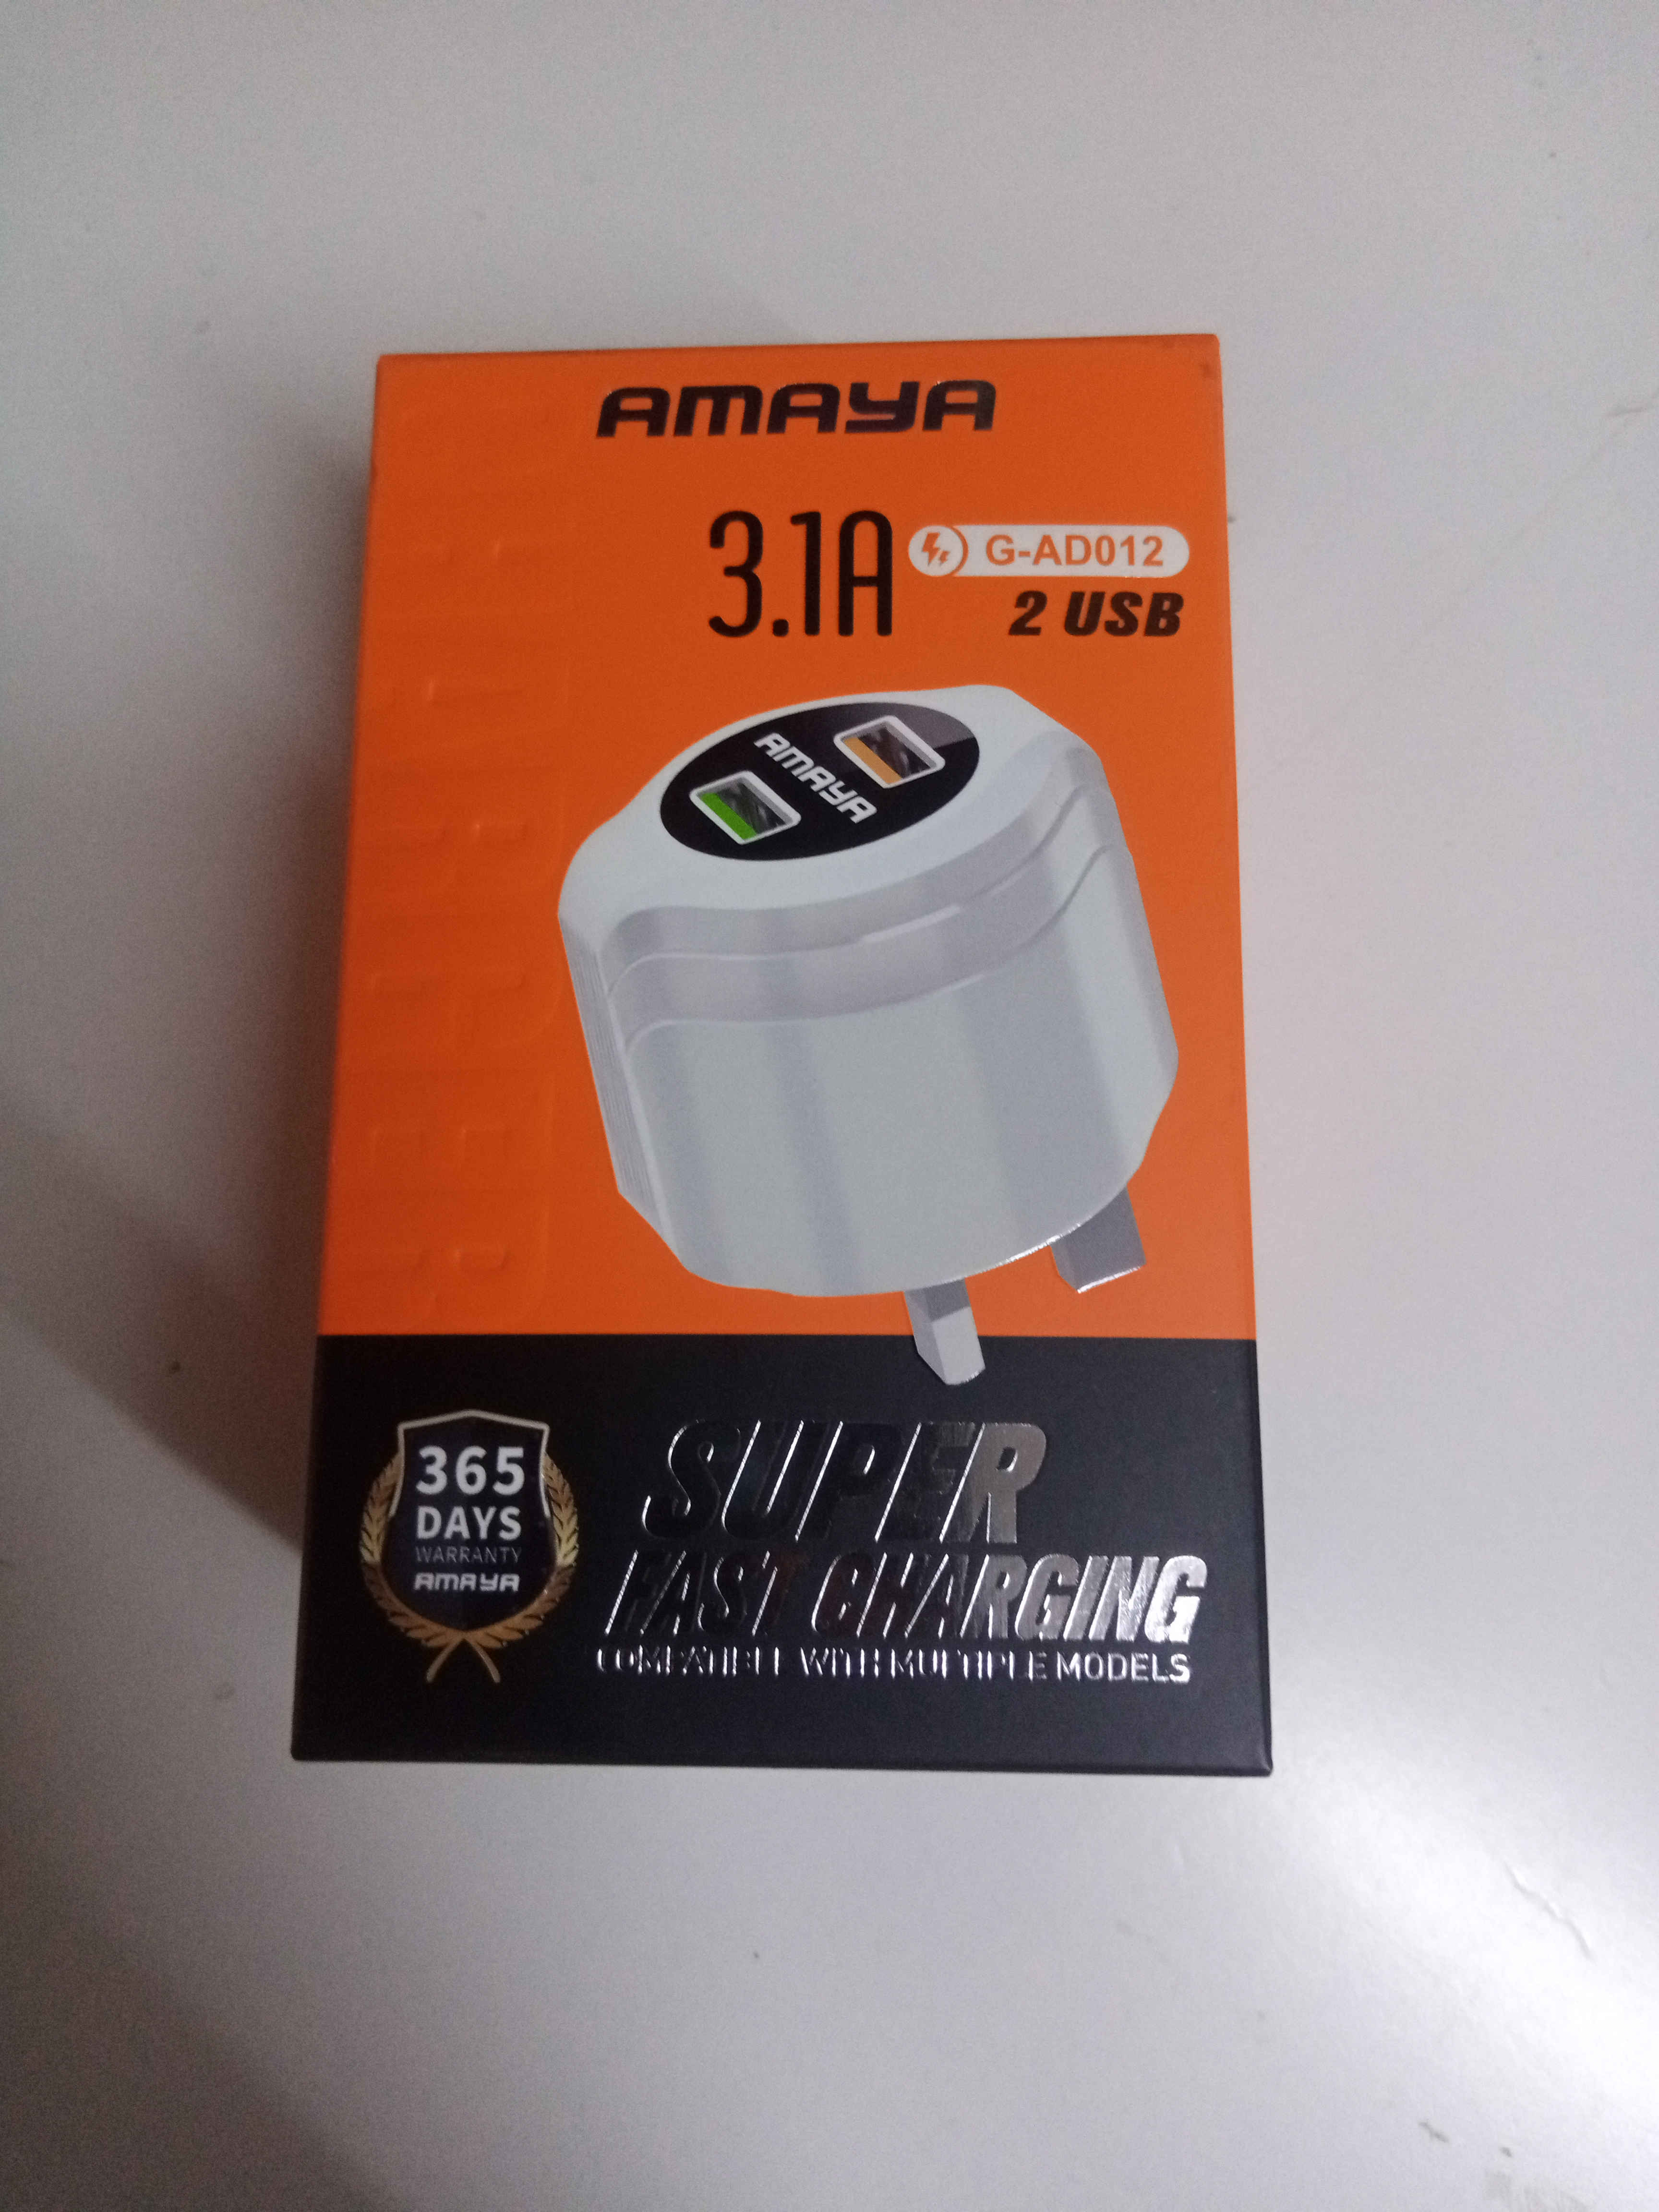 AMAYA
3.1A
G-AD012
2 USB
AMAYA
365
DAYS
WARRANTY
AMAYA
SUPER
FAST CHARGING
COMPATIBLE WITH MULTIPLE MODELS